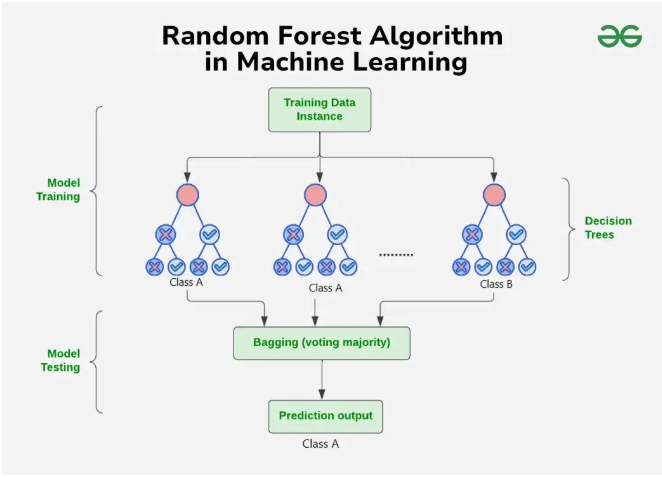 Random Forest Algorithm
in Machine Learning
Training Data
Instance
Model
Training
Decision
Trees
.........
Class A
Class A
Class B
Bagging (voting majority)
Model
Testing
Prediction output
Class A